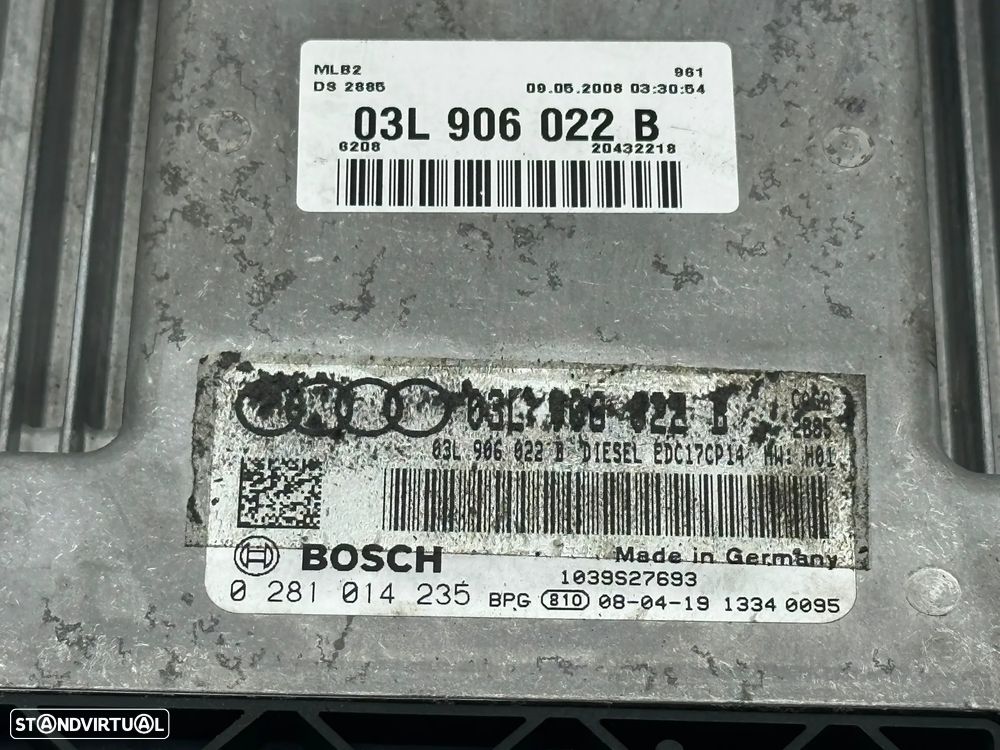 MLB2 961
DS 2885 09.05.2008 03:30:54
03L 906 022 B
6208 20432218
03L 906 022 B
2885
03L 906 022 B DIESEL EDC17CP14 HW: H01
BOSCH Made in Germany
1039S27693
0 281 014 235 BPG 810 08-04-19 1334 0095
STANDVIRTUAL